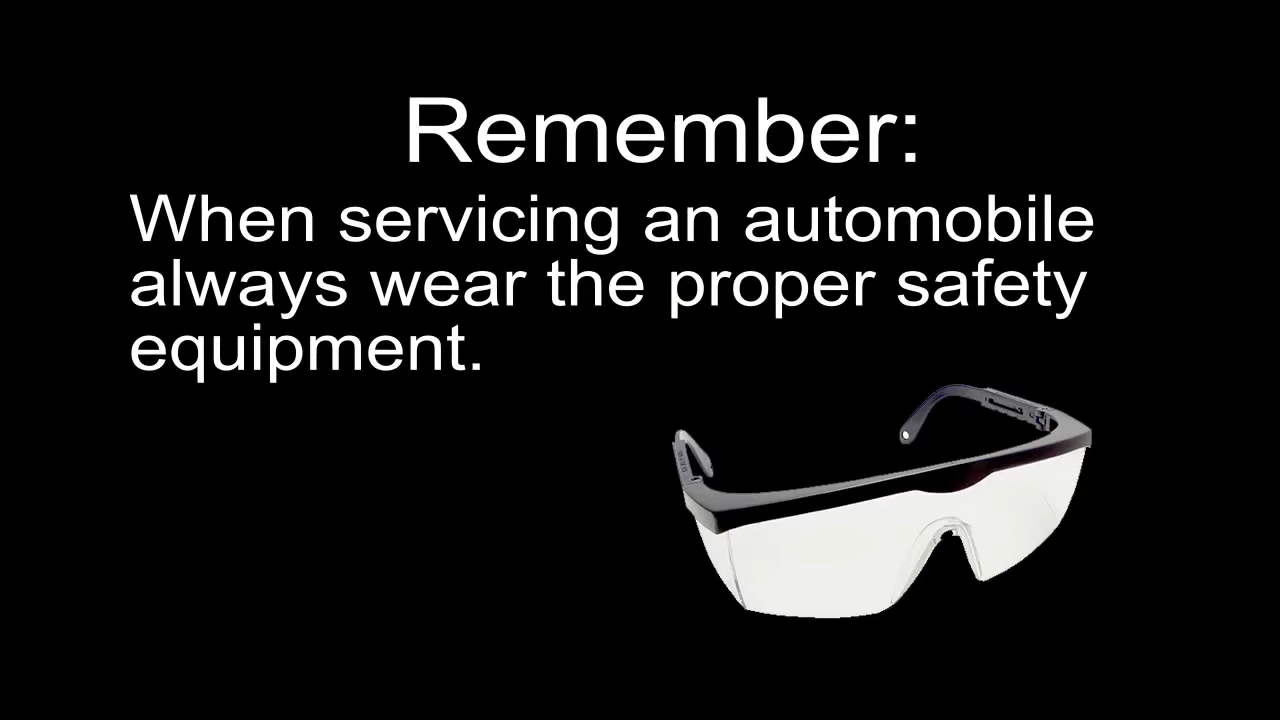 Remember:
When servicing an automobile
always wear the proper safety
equipment.